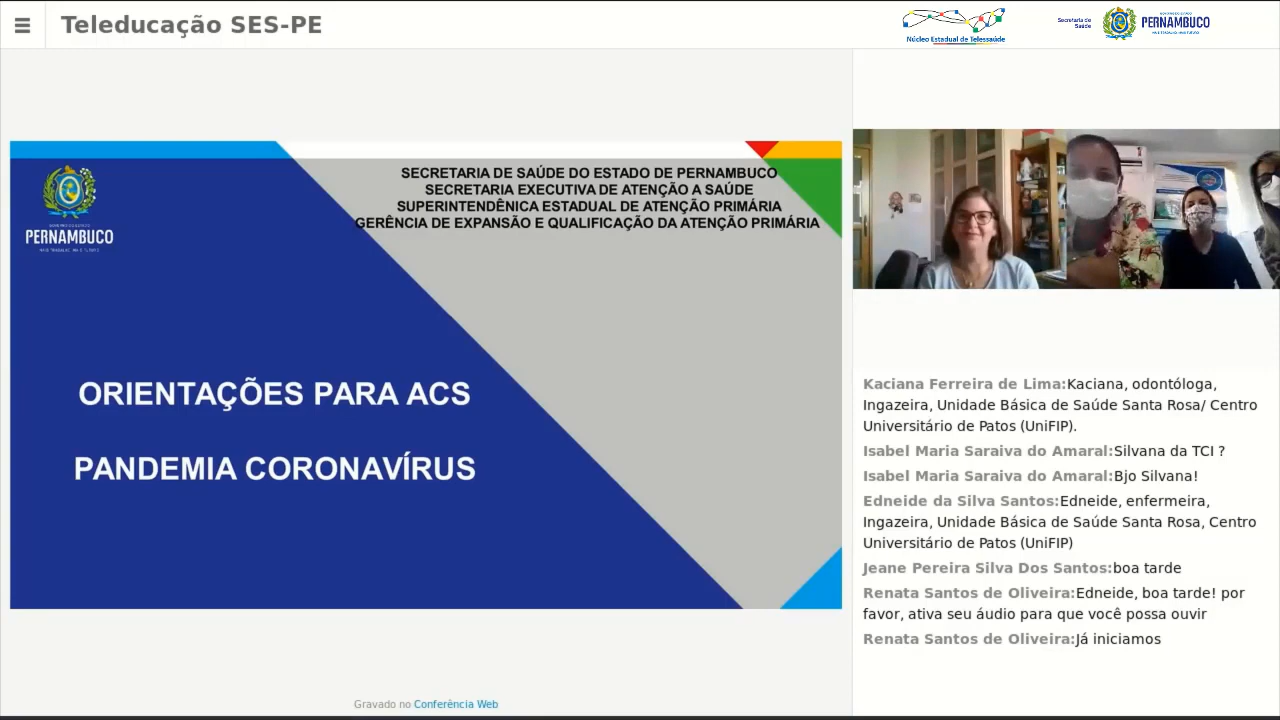 Teleducação SES-PE
Núcleo Estadual de Telessaúde
Secretaria de
Saúde
PERNAMBUCO
SECRETARIA DE SAÚDE DO ESTADO DE PERNAMBUCO
SECRETARIA EXECUTIVA DE ATENÇÃO A SAÚDE
SUPERINTENDÊNICA ESTADUAL DE ATENÇÃO PRIMÁRIA
GERÊNCIA DE EXPANSÃO E QUALIFICAÇÃO DA ATENÇÃO PRIMÁRIA
PERNAMBUCO
ORIENTAÇÕES PARA ACS
PANDEMIA CORONAVÍRUS
Kaciana Ferreira de Lima:Kaciana, odontóloga,
Ingazeira, Unidade Básica de Saúde Santa Rosa/ Centro
Universitário de Patos (UniFIP).
Isabel Maria Saraiva do Amaral:Silvana da TCI ?
Isabel Maria Saraiva do Amaral:Bjo Silvana!
Edneide da Silva Santos:Edneide, enfermeira,
Ingazeira, Unidade Básica de Saúde Santa Rosa, Centro
Universitário de Patos (UniFIP)
Jeane Pereira Silva Dos Santos:boa tarde
Renata Santos de Oliveira:Edneide, boa tarde! por
favor, ativa seu áudio para que você possa ouvir
Renata Santos de Oliveira:Já iniciamos
Gravado no Conferência Web